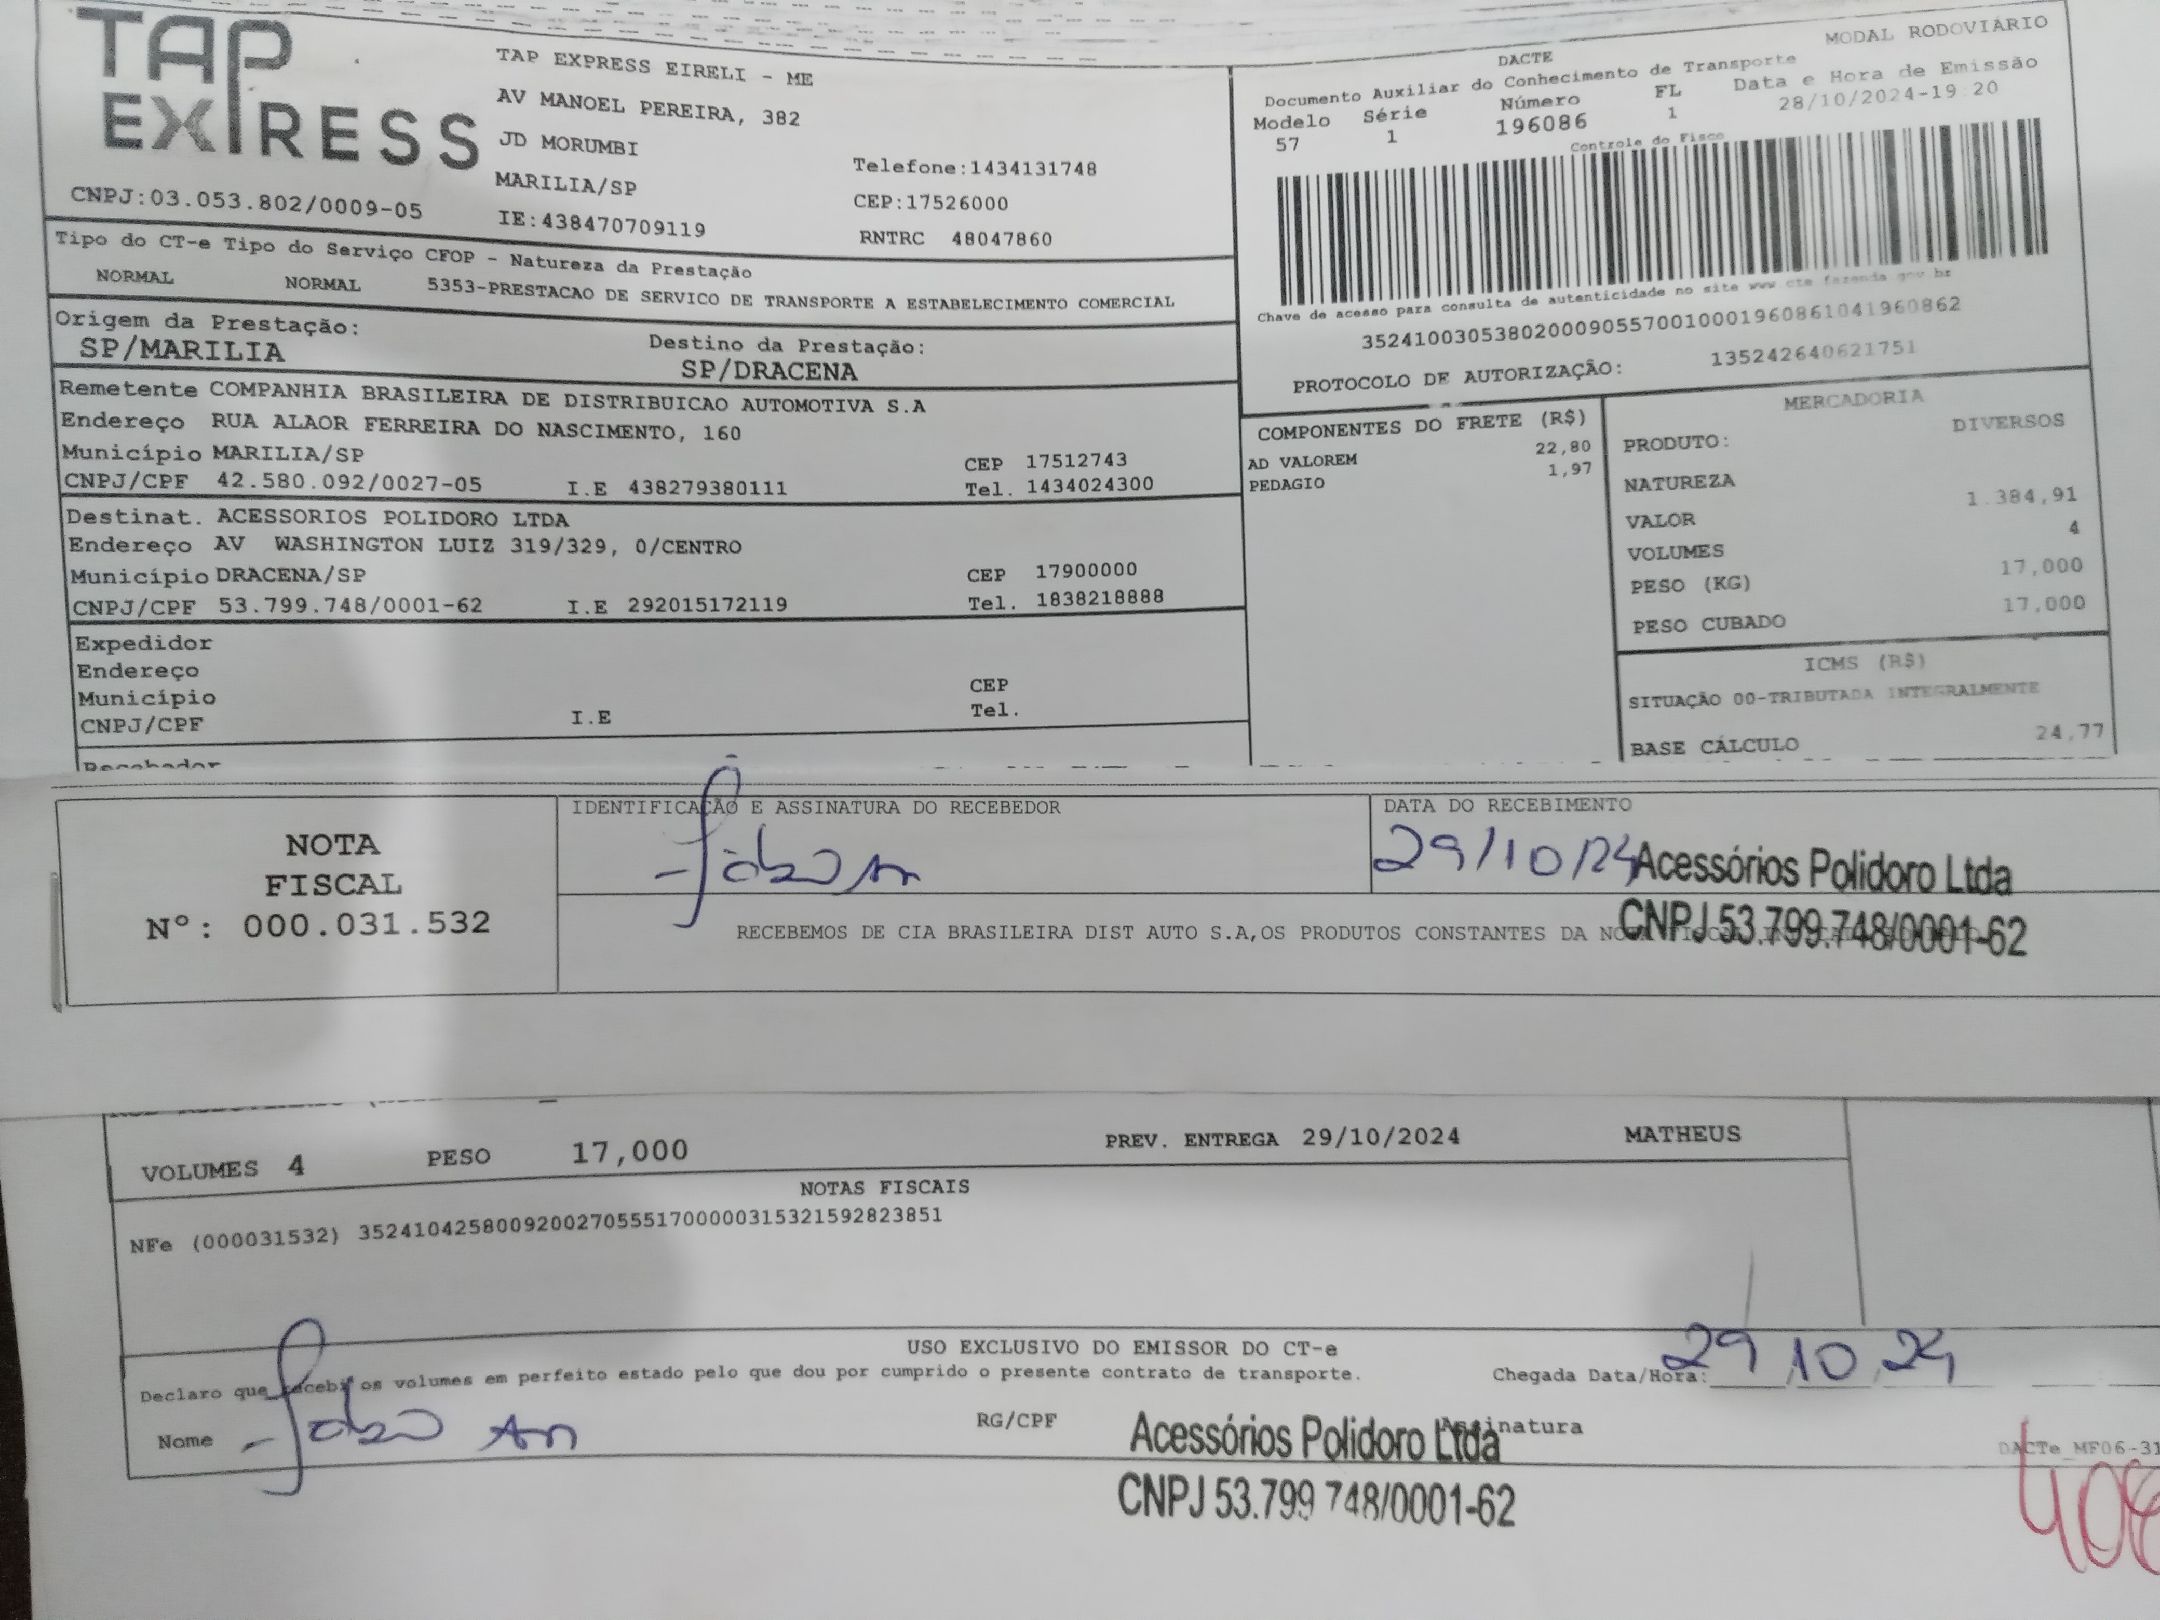 TAP EXPRESS
TAP EXPRESS EIRELI - ME
AV MANOEL PEREIRA, 382
JD MORUMBI
MARILIA/SP
Telefone:1434131748
CEP:17526000
CNPJ:03.053.802/0009-05
IE:438470709119
RNTRC 48047860
MODAL RODOVIÁRIO
DACTE
Documento Auxiliar do Conhecimento de Transporte
Modelo Série Número FL Data e Hora de Emissão
57 1 196086 1 28/10/2024-19 20
Controle do Fisco
Chave de acesso para consulta de autenticidade no site www cte fazenda gov br
35241003053802000905570010001960861041960862
PROTOCOLO DE AUTORIZAÇÃO: 135242640621751
Tipo do CT-e Tipo do Serviço CFOP - Natureza da Prestação
NORMAL NORMAL 5353-PRESTACAO DE SERVICO DE TRANSPORTE A ESTABELECIMENTO COMERCIAL
Origem da Prestação:
SP/MARILIA
Destino da Prestação:
SP/DRACENA
Remetente COMPANHIA BRASILEIRA DE DISTRIBUICAO AUTOMOTIVA S.A
Endereço RUA ALAOR FERREIRA DO NASCIMENTO, 160
Município MARILIA/SP CEP 17512743
CNPJ/CPF 42.580.092/0027-05 I.E 438279380111 Tel. 1434024300
Destinat. ACESSORIOS POLIDORO LTDA
Endereço AV WASHINGTON LUIZ 319/329, 0/CENTRO
Município DRACENA/SP CEP 17900000
CNPJ/CPF 53.799.748/0001-62 I.E 292015172119 Tel. 1838218888
Expedidor
Endereço
Município CEP
CNPJ/CPF I.E Tel.
Recebedor
COMPONENTES DO FRETE (R$)
AD VALOREM 22,80
PEDAGIO 1,97
MERCADORIA
PRODUTO: DIVERSOS
NATUREZA
VALOR 1.384,91
VOLUMES 4
PESO (KG) 17,000
PESO CUBADO 17,000
ICMS (R$)
SITUAÇÃO 00-TRIBUTADA INTEGRALMENTE
BASE CÁLCULO 24,77
NOTA
FISCAL
Nº: 000.031.532
IDENTIFICAÇÃO E ASSINATURA DO RECEBEDOR
DATA DO RECEBIMENTO
29/10/24
Acessórios Polidoro Ltda
CNPJ 53.799.748/0001-62
RECEBEMOS DE CIA BRASILEIRA DIST AUTO S.A,OS PRODUTOS CONSTANTES DA
VOLUMES 4 PESO 17,000 PREV. ENTREGA 29/10/2024 MATHEUS
NOTAS FISCAIS
NFe (000031532) 35241042580092002705551700000315321592823851
USO EXCLUSIVO DO EMISSOR DO CT-e
Declaro que recebi os volumes em perfeito estado pelo que dou por cumprido o presente contrato de transporte.
Chegada Data/Hora: 29 10 24
Nome RG/CPF Assinatura
Acessórios Polidoro Ltda
CNPJ 53.799 748/0001-62
DACTe_MF06-31